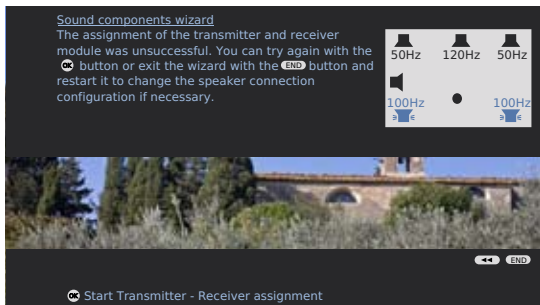 Sound components wizard
The assignment of the transmitter and receiver
module was unsuccessful. You can try again with the
OK button or exit the wizard with the END button and
restart it to change the speaker connection
configuration if necessary.
50Hz 120Hz 50Hz
100Hz 100Hz
END
OK Start Transmitter - Receiver assignment